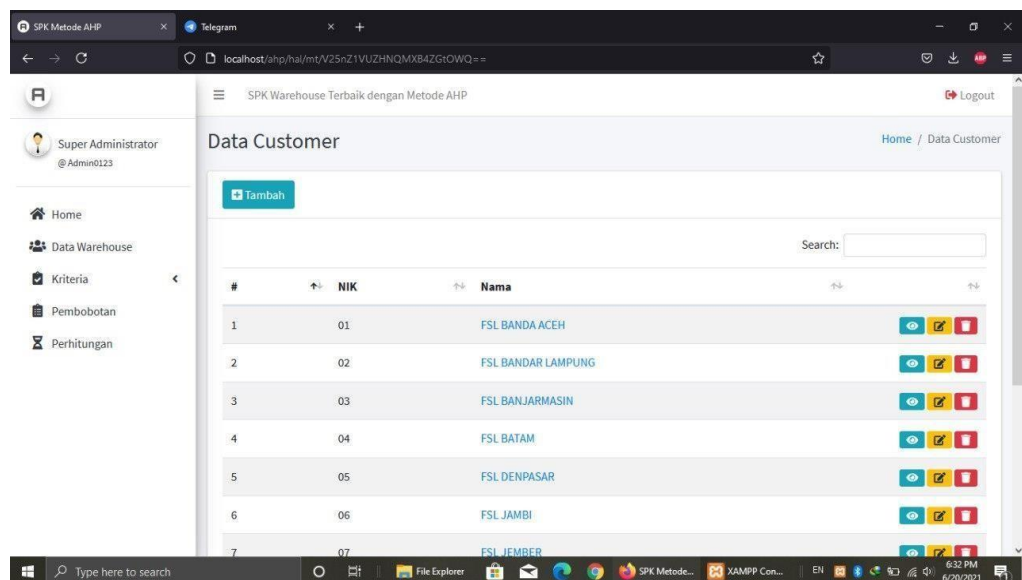 SPK Metode AHP
Telegram
localhost/ahp/hal/mt/V25nZ1VUZHNQMXB4ZGtOWQ==
ABP
SPK Warehouse Terbaik dengan Metode AHP
Logout
Super Administrator
@Admin0123
Home
Data Warehouse
Kriteria
Pembobotan
Perhitungan
Data Customer
Home / Data Customer
Tambah
Search:
# NIK Nama
1 01 FSL BANDA ACEH
2 02 FSL BANDAR LAMPUNG
3 03 FSL BANJARMASIN
4 04 FSL BATAM
5 05 FSL DENPASAR
6 06 FSL JAMBI
7 07 FSL JEMBER
Type here to search
File Explorer
SPK Metode...
XAMPP Con...
EN
6:32 PM
6/20/2021